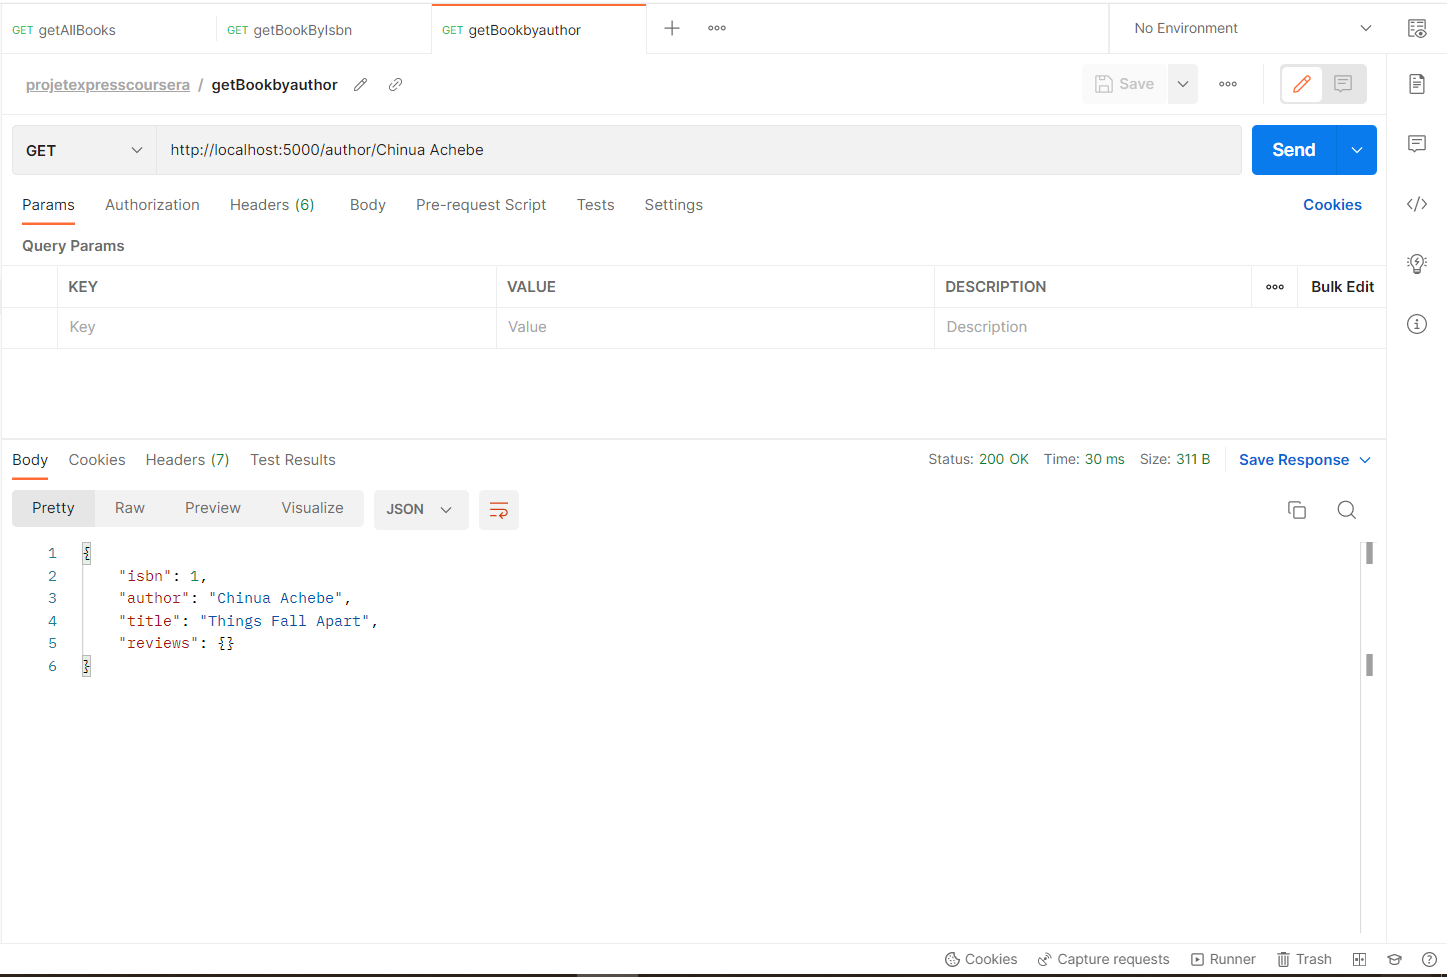 GET getAllBooks
GET getBookByIsbn
GET getBookbyauthor
No Environment
projetexpresscoursera / getBookbyauthor
Save
GET
http://localhost:5000/author/Chinua Achebe
Send
Params
Authorization
Headers (6)
Body
Pre-request Script
Tests
Settings
Cookies
Query Params
KEY
VALUE
DESCRIPTION
Bulk Edit
Key
Value
Description
Body
Cookies
Headers (7)
Test Results
Status: 200 OK
Time: 30 ms
Size: 311 B
Save Response
Pretty
Raw
Preview
Visualize
JSON
1 {
2 "isbn": 1,
3 "author": "Chinua Achebe",
4 "title": "Things Fall Apart",
5 "reviews": {}
6 }
Cookies
Capture requests
Runner
Trash